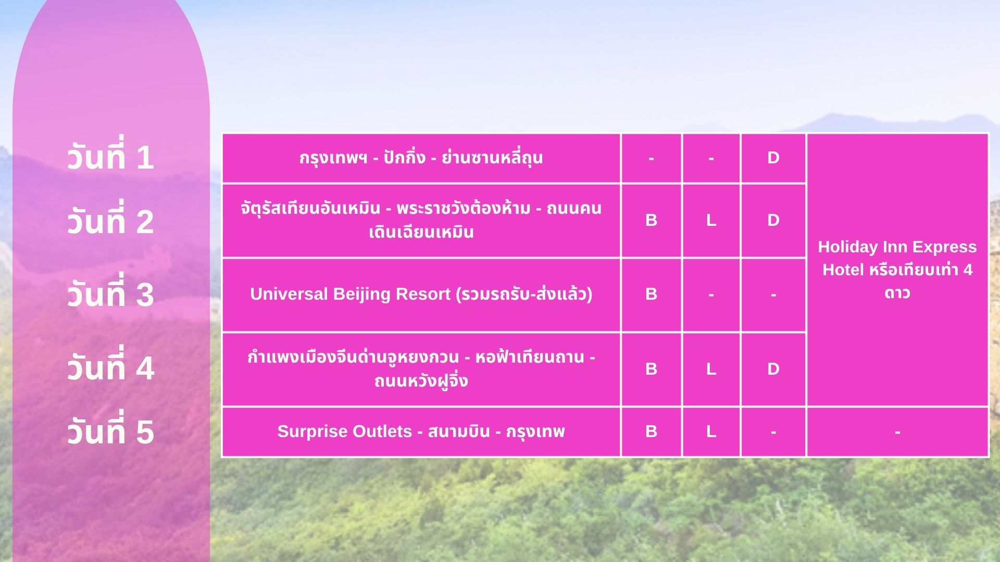 วันที่ 1
กรุงเทพฯ - ปักกิ่ง - ย่านซานหลี่ถุน
-
-
D
วันที่ 2
จัตุรัสเทียนอันเหมิน - พระราชวังต้องห้าม - ถนนคน
เดินเฉียนเหมิน
B
L
D
วันที่ 3
Universal Beijing Resort (รวมรถรับ-ส่งแล้ว)
B
-
-
วันที่ 4
กำแพงเมืองจีนด่านจูหยงกวน - หอฟ้าเทียนถาน -
ถนนหวังฝูจิ่ง
B
L
D
Holiday Inn Express
Hotel หรือเทียบเท่า 4
ดาว
วันที่ 5
Surprise Outlets - สนามบิน - กรุงเทพ
B
L
-
-